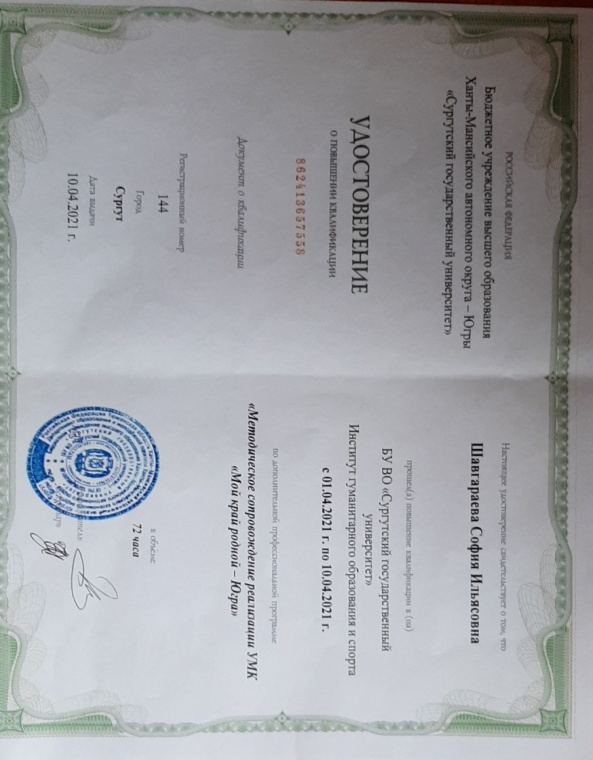 РОССИЙСКАЯ ФЕДЕРАЦИЯ
Бюджетное учреждение высшего образования
Ханты-Мансийского автономного округа – Югры
«Сургутский государственный университет»
УДОСТОВЕРЕНИЕ
О ПОВЫШЕНИИ КВАЛИФИКАЦИИ
862413657558
Документ о квалификации
Регистрационный номер
144
Город
Сургут
Дата выдачи
10.04.2021 г.
Настоящее удостоверение свидетельствует о том, что
Шавгараева София Ильясовна
прошел(а) повышение квалификации в (на)
БУ ВО «Сургутский государственный
университет»
Институт гуманитарного образования и спорта
с 01.04.2021 г. по 10.04.2021 г.
по дополнительной профессиональной программе
«Методическое сопровождение реализации УМК
«Мой край родной – Югра»
в объёме
72 часа